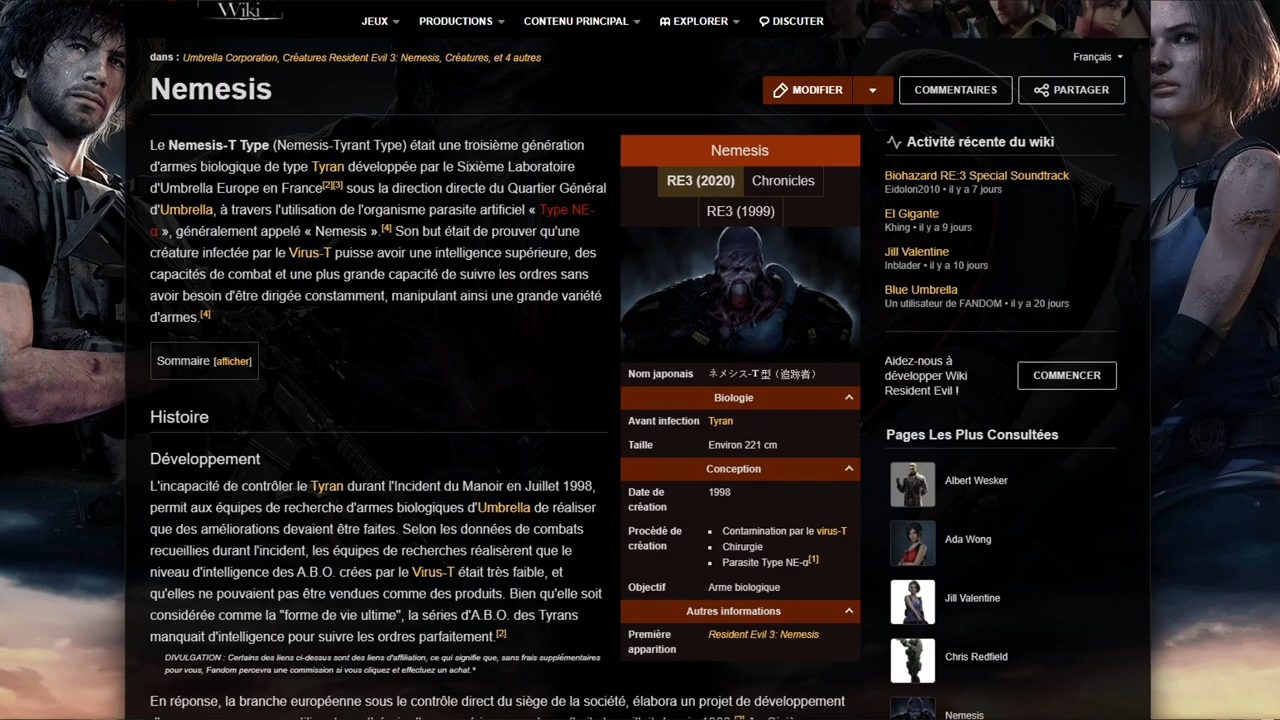 Wiki
JEUX PRODUCTIONS CONTENU PRINCIPAL EXPLORER DISCUTER
dans : Umbrella Corporation, Créatures Resident Evil 3: Nemesis, Créatures, et 4 autres
Français
Nemesis
MODIFIER
COMMENTAIRES
PARTAGER
Le Nemesis-T Type (Nemesis-Tyrant Type) était une troisième génération
d'armes biologique de type Tyran développée par le Sixième Laboratoire
d'Umbrella Europe en France[2][3] sous la direction directe du Quartier Général
d'Umbrella, à travers l'utilisation de l'organisme parasite artificiel « Type NE-
α », généralement appelé « Nemesis ».[4] Son but était de prouver qu'une
créature infectée par le Virus-T puisse avoir une intelligence supérieure, des
capacités de combat et une plus grande capacité de suivre les ordres sans
avoir besoin d'être dirigée constamment, manipulant ainsi une grande variété
d'armes.[4]
Sommaire [afficher]
Histoire
Développement
L'incapacité de contrôler le Tyran durant l'Incident du Manoir en Juillet 1998,
permit aux équipes de recherche d'armes biologiques d'Umbrella de réaliser
que des améliorations devaient être faites. Selon les données de combats
recueillies durant l'incident, les équipes de recherches réalisèrent que le
niveau d'intelligence des A.B.O. crées par le Virus-T était très faible, et
qu'elles ne pouvaient pas être vendues comme des produits. Bien qu'elle soit
considérée comme la "forme de vie ultime", la séries d'A.B.O. des Tyrans
manquait d'intelligence pour suivre les ordres parfaitement.[2]
DIVULGATION : Certains des liens ci-dessus sont des liens d'affiliation, ce qui signifie que, sans frais supplémentaires
pour vous, Fandom percevra une commission si vous cliquez et effectuez un achat.*
En réponse, la branche européenne sous le contrôle direct du siège de la société, élabora un projet de développement
Nemesis
RE3 (2020) Chronicles
RE3 (1999)
Nom japonais ネメシス-T型（追跡者）
Biologie
Avant infection Tyran
Taille Environ 221 cm
Conception
Date de 1998
création
Procédé de
création
Contamination par le virus-T
Chirurgie
Parasite Type NE-α[1]
Objectif Arme biologique
Autres informations
Première Resident Evil 3: Nemesis
apparition
Activité récente du wiki
Biohazard RE:3 Special Soundtrack
Eidolon2010 • il y a 7 jours
El Gigante
Khing • il y a 9 jours
Jill Valentine
Inblader • il y a 10 jours
Blue Umbrella
Un utilisateur de FANDOM • il y a 20 jours
Aidez-nous à
développer Wiki
Resident Evil !
COMMENCER
Pages Les Plus Consultées
Albert Wesker
Ada Wong
Jill Valentine
Chris Redfield
Nemesis